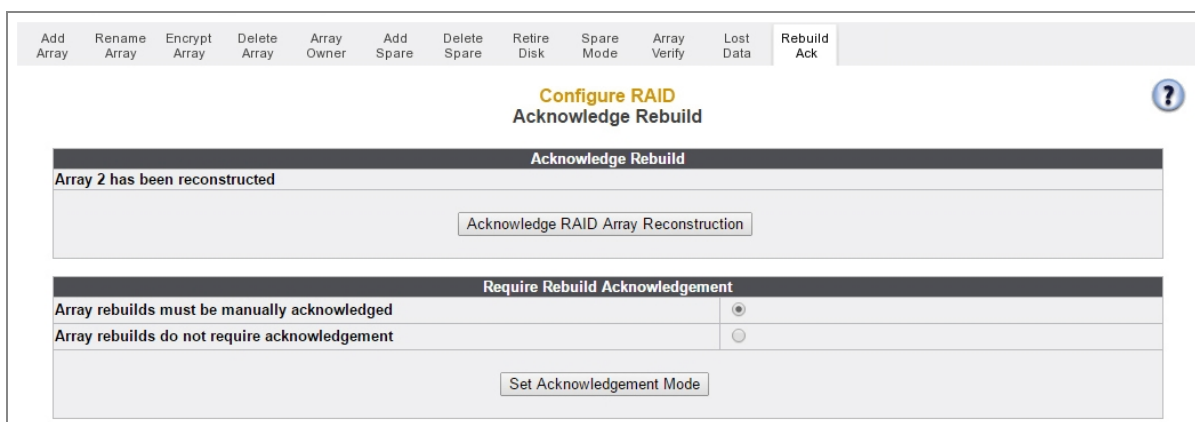 Add Array
Rename Array
Encrypt Array
Delete Array
Array Owner
Add Spare
Delete Spare
Retire Disk
Spare Mode
Array Verify
Lost Data
Rebuild Ack
Configure RAID
Acknowledge Rebuild
?
Acknowledge Rebuild
Array 2 has been reconstructed
Acknowledge RAID Array Reconstruction
Require Rebuild Acknowledgement
Array rebuilds must be manually acknowledged
Array rebuilds do not require acknowledgement
Set Acknowledgement Mode